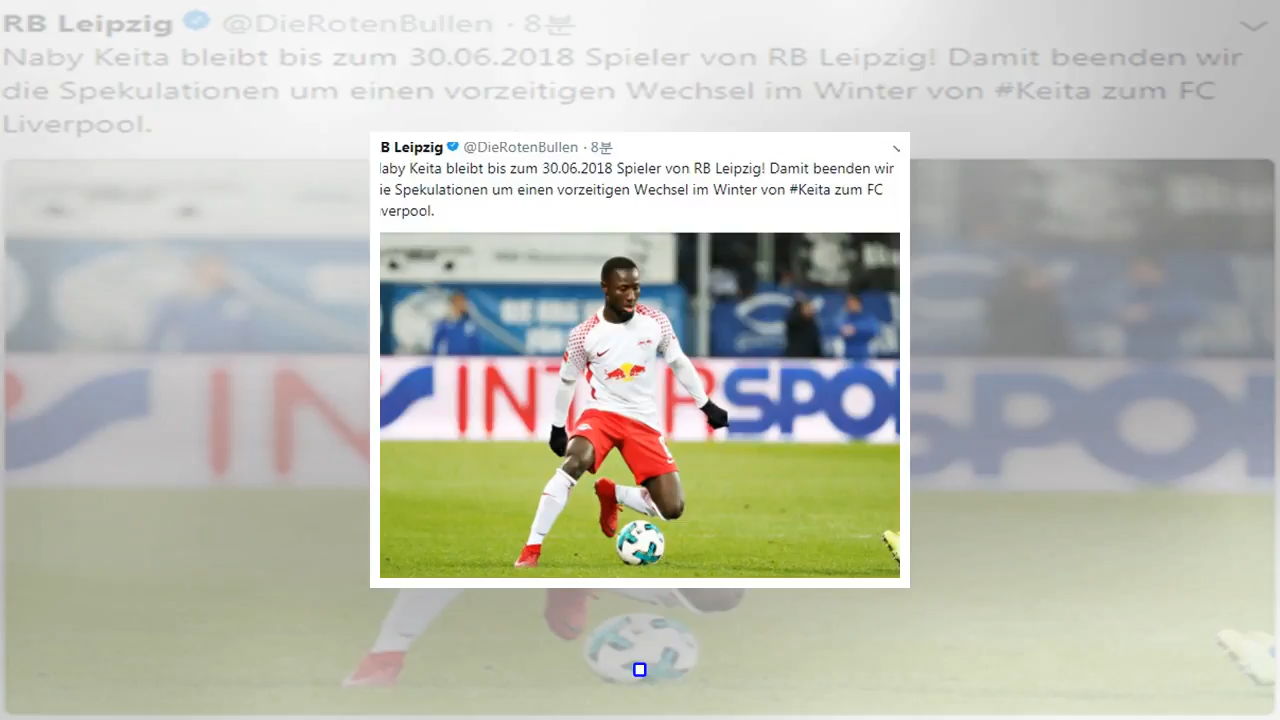 RB Leipzig @DieRotenBullen · 8분
Naby Keita bleibt bis zum 30.06.2018 Spieler von RB Leipzig! Damit beenden wir
die Spekulationen um einen vorzeitigen Wechsel im Winter von #Keita zum FC
Liverpool.
B Leipzig @DieRotenBullen · 8분
laby Keita bleibt bis zum 30.06.2018 Spieler von RB Leipzig! Damit beenden wir
ie Spekulationen um einen vorzeitigen Wechsel im Winter von #Keita zum FC
verpool.
INTERSPO